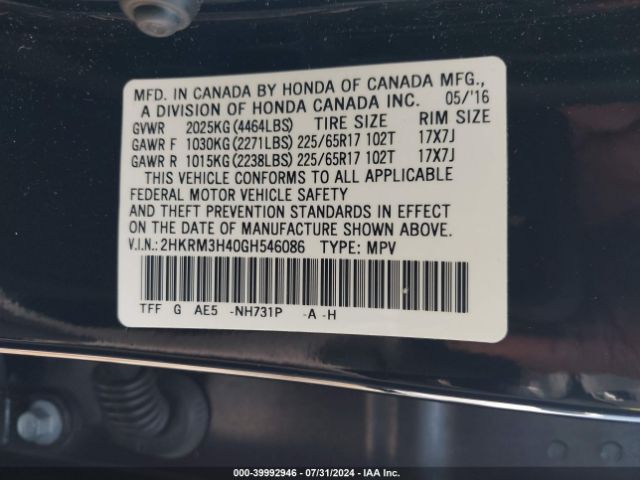 MFD. IN CANADA BY HONDA OF CANADA MFG.,
A DIVISION OF HONDA CANADA INC. 05/'16
GVWR 2025KG (4464LBS) TIRE SIZE RIM SIZE
GAWR F 1030KG (2271LBS) 225/65R17 102T 17X7J
GAWR R 1015KG (2238LBS) 225/65R17 102T 17X7J
THIS VEHICLE CONFORMS TO ALL APPLICABLE
FEDERAL MOTOR VEHICLE SAFETY
AND THEFT PREVENTION STANDARDS IN EFFECT
ON THE DATE OF MANUFACTURE SHOWN ABOVE.
V.I.N.: 2HKRM3H40GH546086 TYPE: MPV
TFF G AE5 -NH731P -A -H
000-39992946 - 07/31/2024 - IAA Inc.